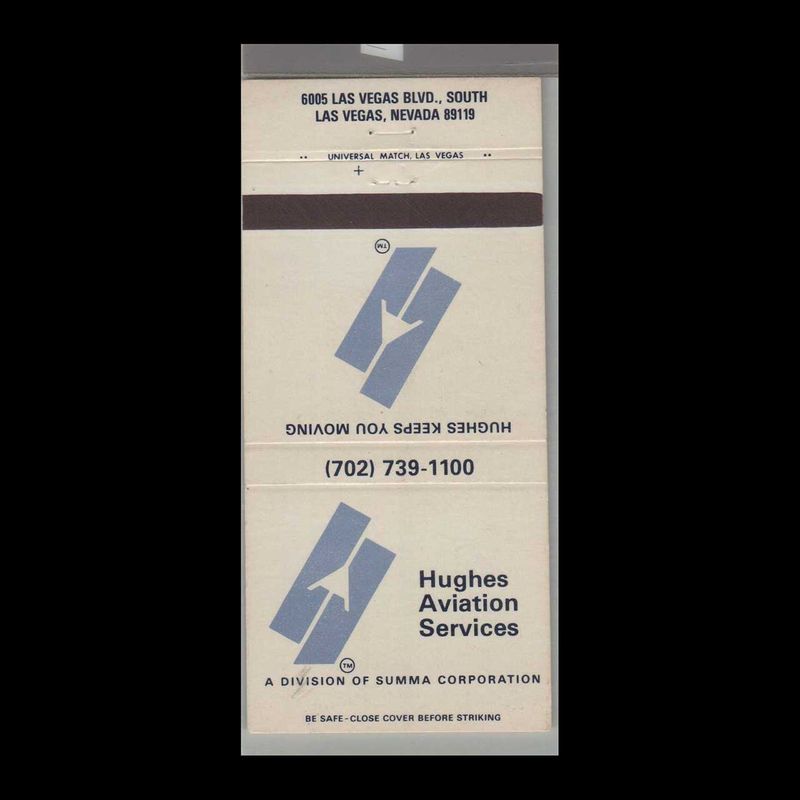 6005 LAS VEGAS BLVD., SOUTH
LAS VEGAS, NEVADA 89119
•• UNIVERSAL MATCH, LAS VEGAS ••
TM
HUGHES KEEPS YOU MOVING
(702) 739-1100
Hughes
Aviation
Services
TM
A DIVISION OF SUMMA CORPORATION
BE SAFE-CLOSE COVER BEFORE STRIKING